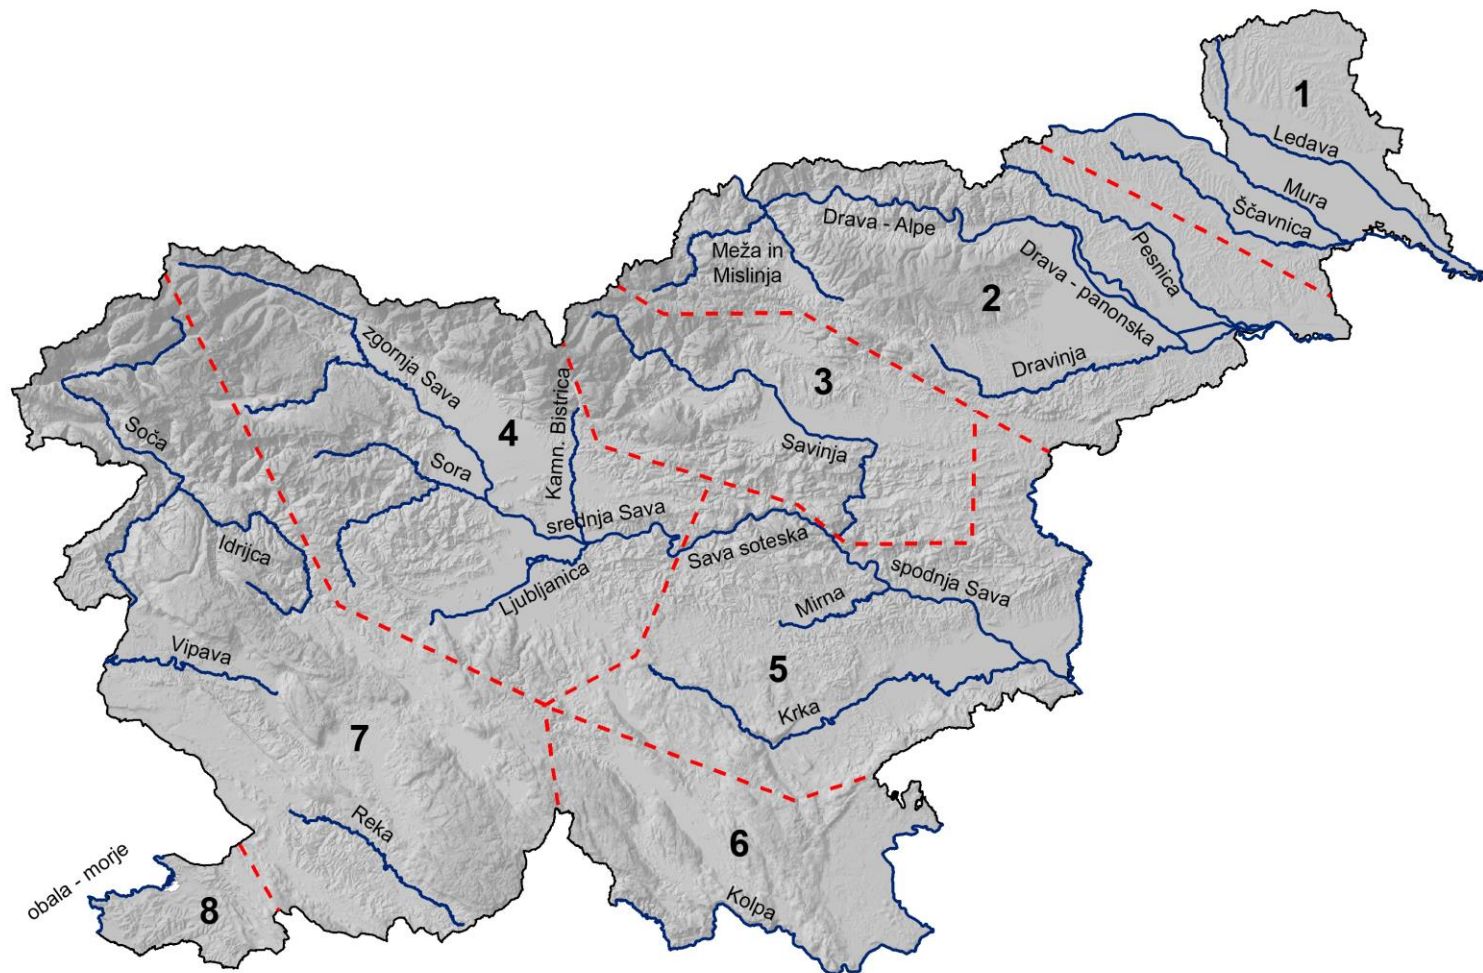 1
Ledava
Mura
Ščavnica
Drava - Alpe
Pesnica
Meža in
Mislinja
Drava - panonska
2
zgornja Sava
Dravinja
3
Kamn. Bistrica
Soča
4
Savinja
Sora
srednja Sava
Idrijca
Sava soteska
Ljubljanica
spodnja Sava
Mirna
Vipava
5
Krka
7
Reka
6
obala - morje
Kolpa
8